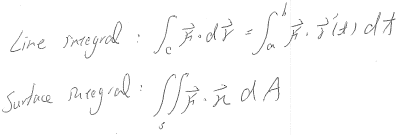 Line integral : ∫_c F⃗ · dr⃗ = ∫_a^b F⃗ · r⃗'(t) dt
Surface integral : ∬_s F⃗ · n⃗ dA